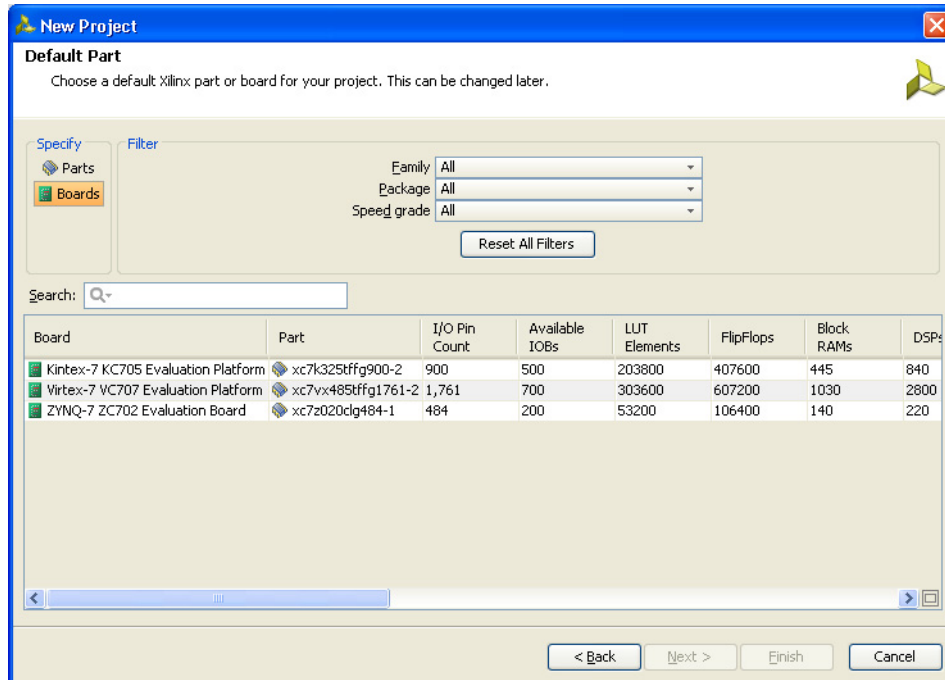 New Project
Default Part
Choose a default Xilinx part or board for your project. This can be changed later.
Specify
Filter
Parts
Boards
Family All
Package All
Speed grade All
Reset All Filters
Search:
Board Part I/O Pin Count Available IOBs LUT Elements FlipFlops Block RAMs DSPs
Kintex-7 KC705 Evaluation Platform xc7k325tffg900-2 900 500 203800 407600 445 840
Virtex-7 VC707 Evaluation Platform xc7vx485tffg1761-2 1,761 700 303600 607200 1030 2800
ZYNQ-7 ZC702 Evaluation Board xc7z020clg484-1 484 200 53200 106400 140 220
< Back Next > Finish Cancel